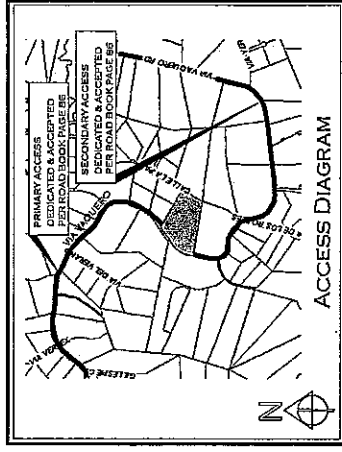 PRIMARY ACCESS
DEDICATED & ACCEPTED
PER ROAD BOOK PAGE 86
SECONDARY ACCESS
DEDICATED & ACCEPTED
PER ROAD BOOK PAGE 86
VIA VAQUERO
VIA VAQUERO RD
ACCESS DIAGRAM
N